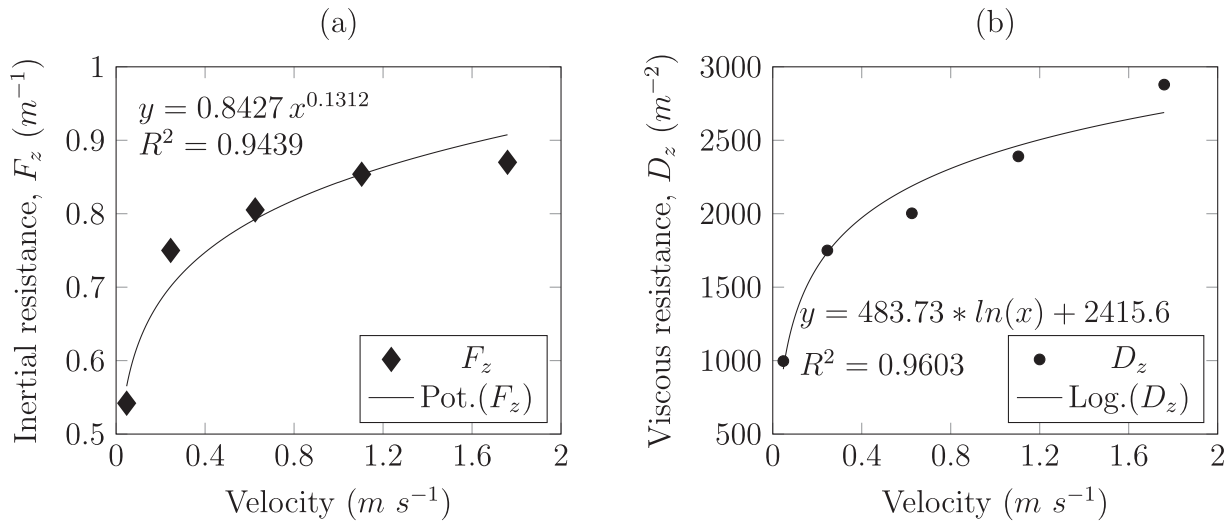 (a)
Inertial resistance, F_z (m^{-1})
1
0.9
0.8
0.7
0.6
0.5
y = 0.8427 x^{0.1312}
R^2 = 0.9439
F_z
Pot.(F_z)
0 0.4 0.8 1.2 1.6 2
Velocity (m s^{-1})
(b)
Viscous resistance, D_z (m^{-2})
3000
2500
2000
1500
1000
500
y = 483.73 * ln(x) + 2415.6
R^2 = 0.9603
D_z
Log.(D_z)
0 0.4 0.8 1.2 1.6 2
Velocity (m s^{-1})